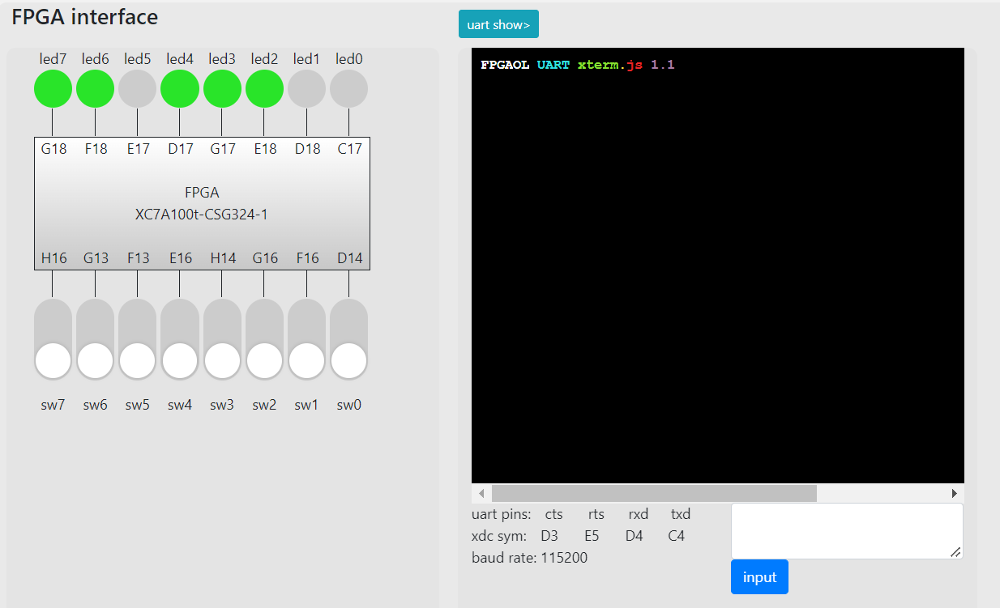 FPGA interface
led7 led6 led5 led4 led3 led2 led1 led0
G18 F18 E17 D17 G17 E18 D18 C17
FPGA
XC7A100t-CSG324-1
H16 G13 F13 E16 H14 G16 F16 D14
sw7 sw6 sw5 sw4 sw3 sw2 sw1 sw0
uart show>
FPGAOL UART xterm.js 1.1
uart pins: cts rts rxd txd
xdc sym: D3 E5 D4 C4
baud rate: 115200
input